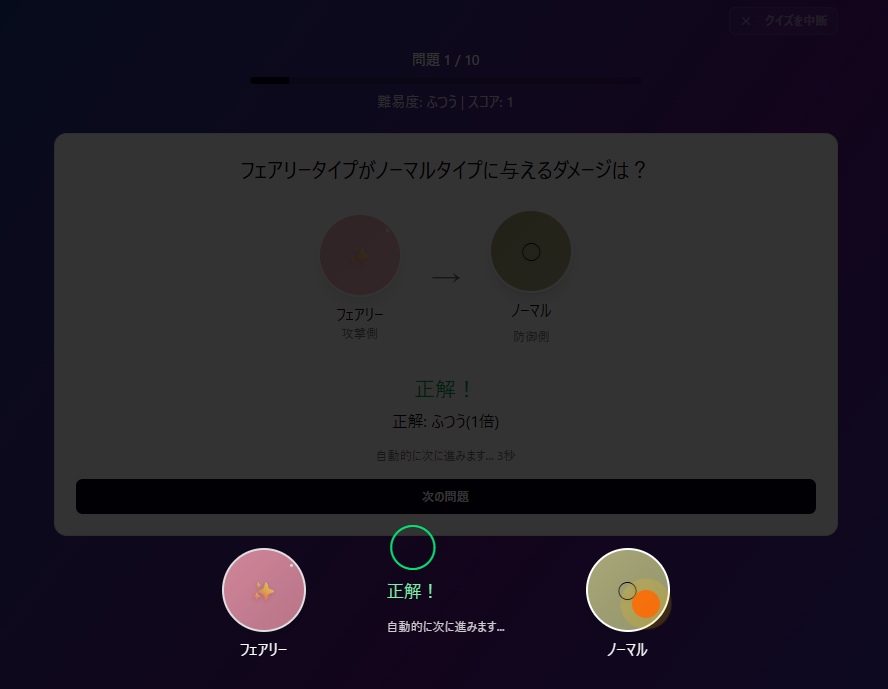 × クイズを中断
問題 1 / 10
難易度: ふつう | スコア: 1
フェアリータイプがノーマルタイプに与えるダメージは？
→
フェアリー
攻撃側
ノーマル
防御側
正解！
正解: ふつう(1倍)
自動的に次に進みます... 3秒
次の問題
正解！
自動的に次に進みます...
フェアリー
ノーマル